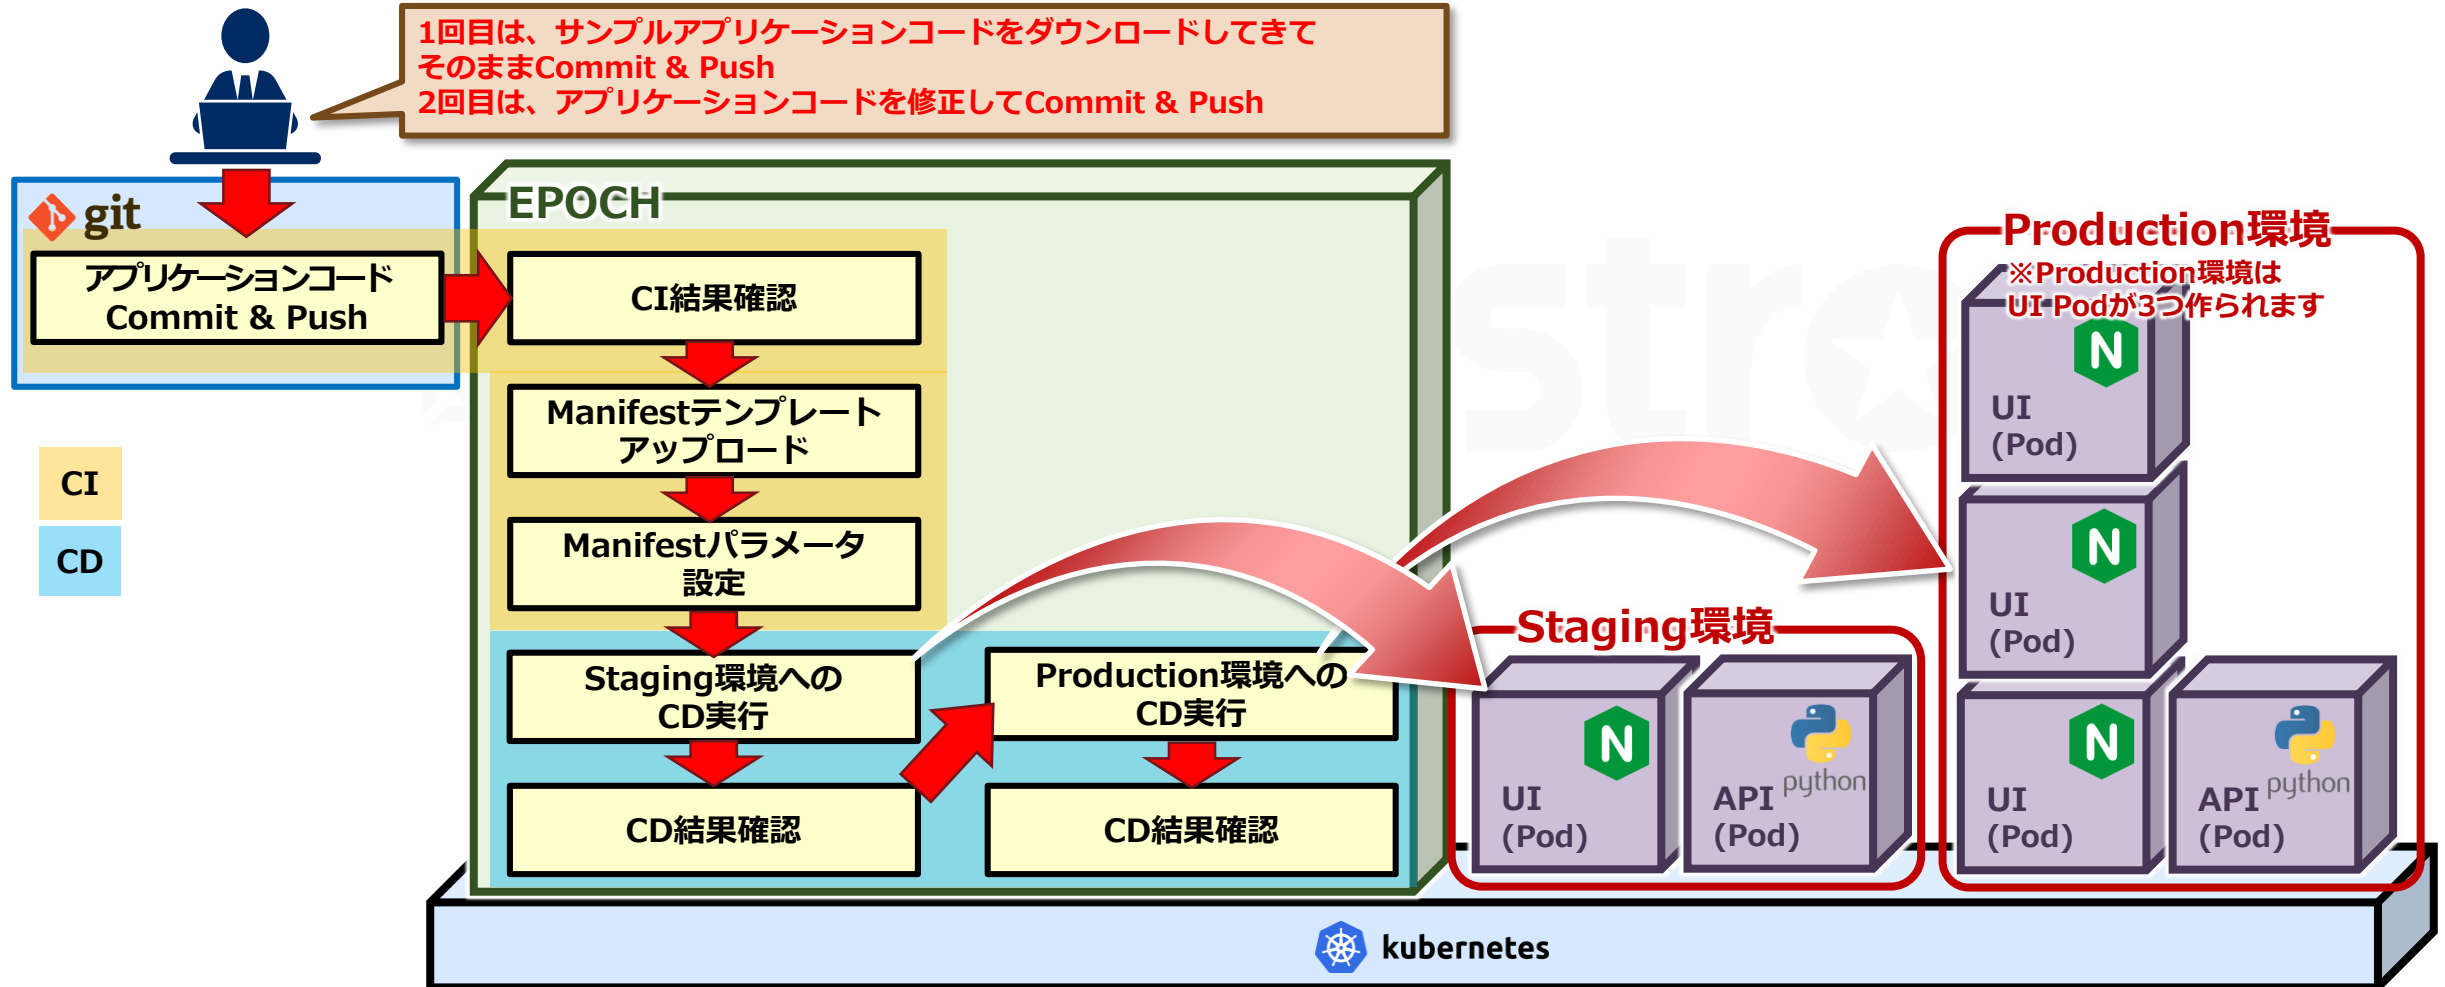 1回目は、サンプルアプリケーションコードをダウンロードしてきて
そのままCommit & Push
2回目は、アプリケーションコードを修正してCommit & Push
git
アプリケーションコード
Commit & Push
EPOCH
CI結果確認
Manifestテンプレート
アップロード
Manifestパラメータ
設定
CI
CD
Staging環境への
CD実行
CD結果確認
Production環境への
CD実行
CD結果確認
Staging環境
UI
(Pod)
API
(Pod)
python
Production環境
※Production環境は
UI Podが3つ作られます
UI
(Pod)
UI
(Pod)
UI
(Pod)
API
(Pod)
python
kubernetes